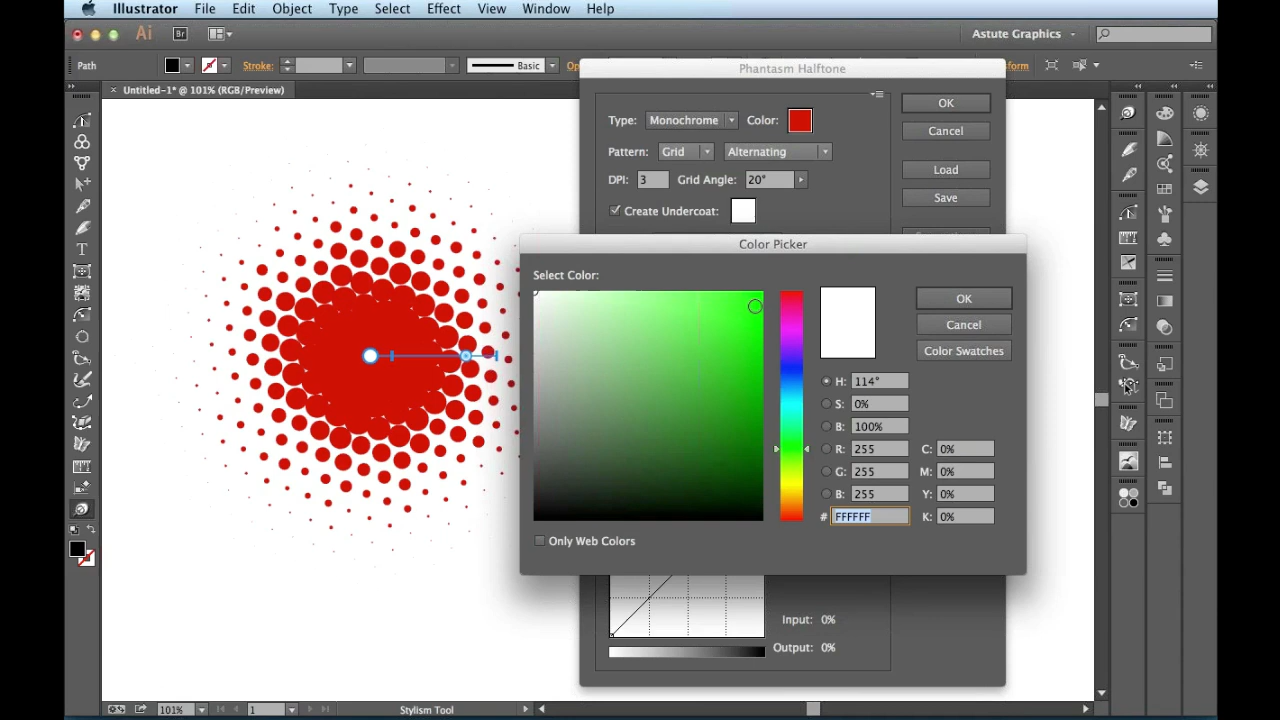 Illustrator File Edit Object Type Select Effect View Window Help
Ai Br Astute Graphics
Path Stroke: Basic
Untitled-1* @ 101% (RGB/Preview)
Phantasm Halftone
Type: Monochrome Color:
OK
Pattern: Grid Alternating
Cancel
DPI: 3 Grid Angle: 20°
Load
Create Undercoat:
Save
Color Picker
Select Color:
OK
Cancel
Color Swatches
H: 114°
S: 0%
B: 100%
R: 255 C: 0%
G: 255 M: 0%
B: 255 Y: 0%
# FFFFFF K: 0%
Only Web Colors
Input: 0%
Output: 0%
101% 1 Stylism Tool